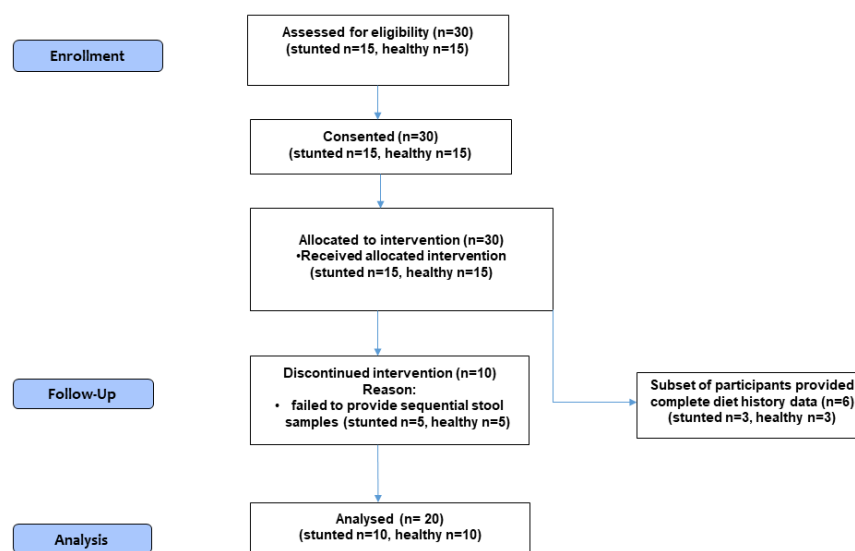 Enrollment
Assessed for eligibility (n=30)
(stunted n=15, healthy n=15)
Consented (n=30)
(stunted n=15, healthy n=15)
Allocated to intervention (n=30)
•Received allocated intervention
(stunted n=15, healthy n=15)
Follow-Up
Discontinued intervention (n=10)
Reason:
• failed to provide sequential stool
samples (stunted n=5, healthy n=5)
Subset of participants provided
complete diet history data (n=6)
(stunted n=3, healthy n=3)
Analysis
Analysed (n= 20)
(stunted n=10, healthy n=10)